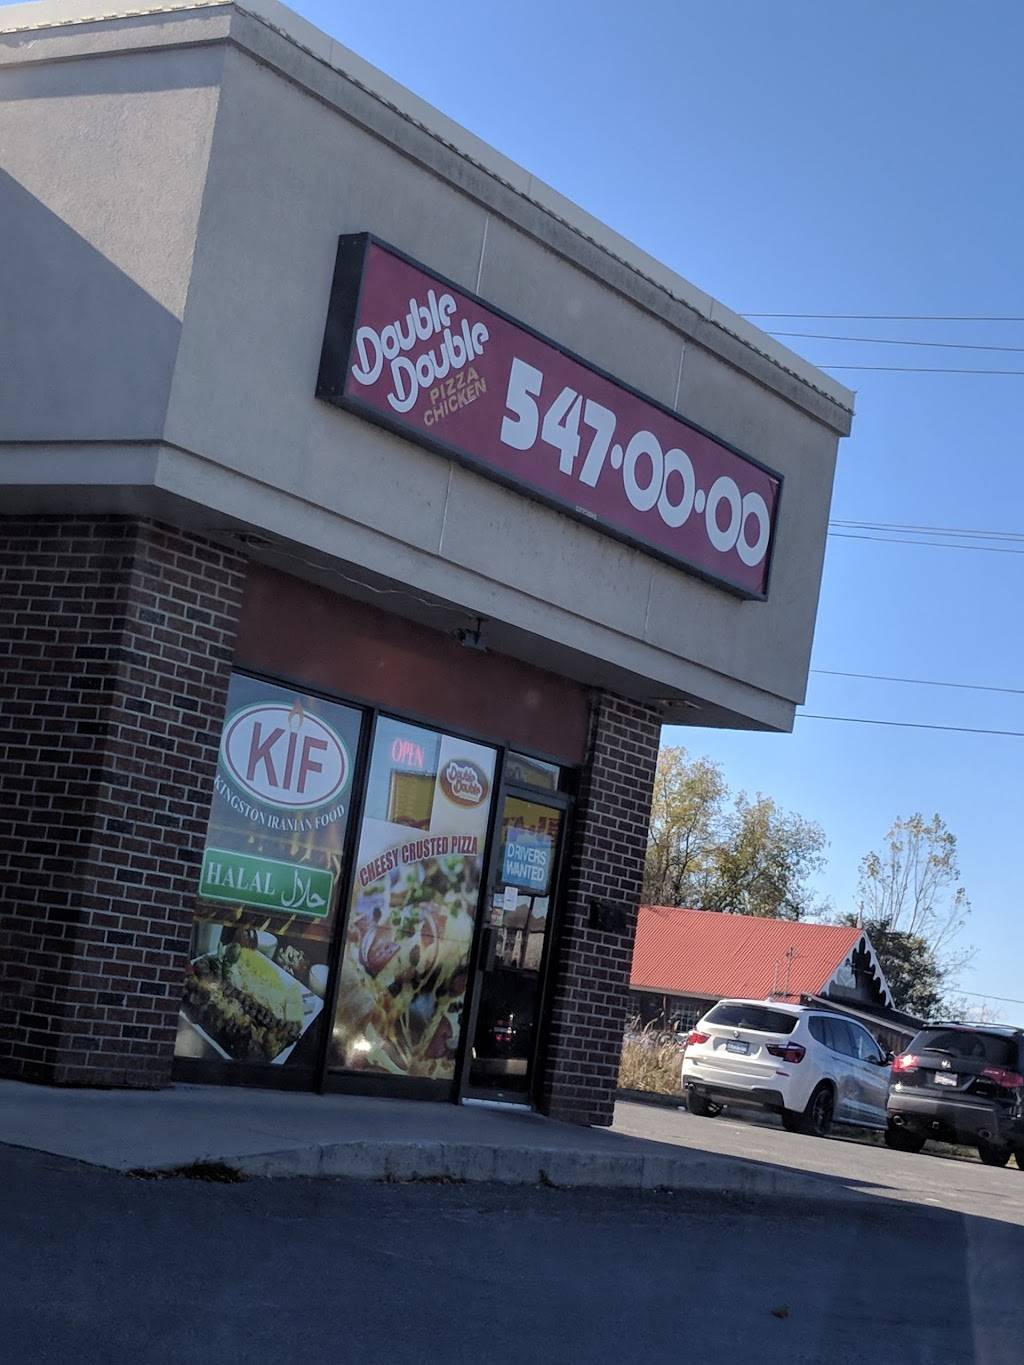 Double
Double
PIZZA
CHICKEN
547·00·00
KIF
KINGSTON IRANIAN FOOD
HALAL حلال
OPEN
Double
Double
CHEESY CRUSTED PIZZA
DRIVERS
WANTED